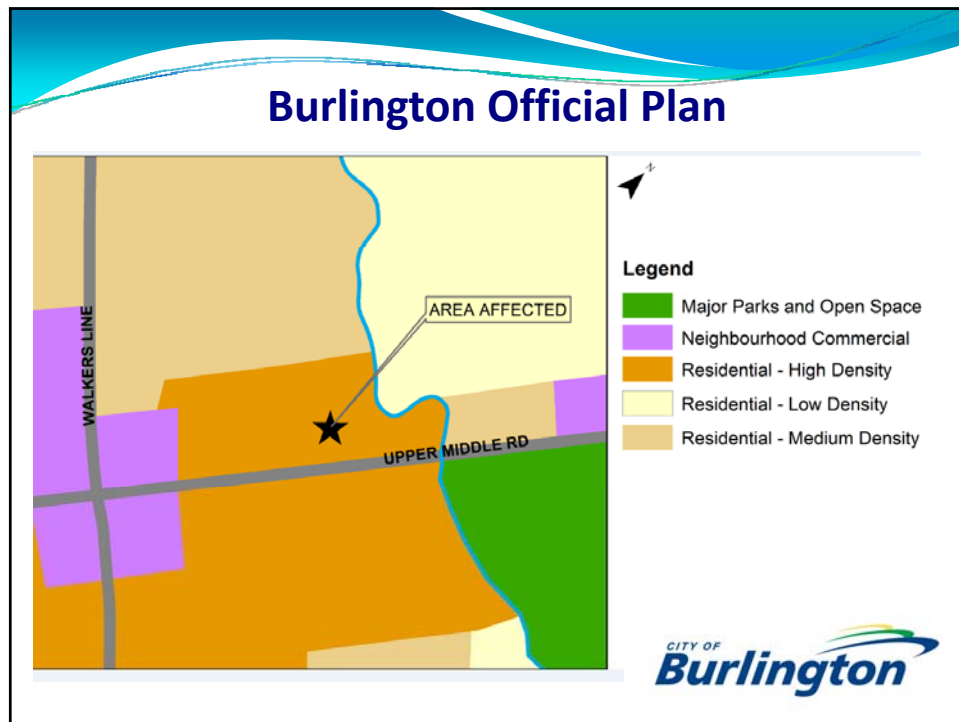 Burlington Official Plan
N
WALKERS LINE
AREA AFFECTED
UPPER MIDDLE RD
Legend
Major Parks and Open Space
Neighbourhood Commercial
Residential - High Density
Residential - Low Density
Residential - Medium Density
CITY OF
Burlington